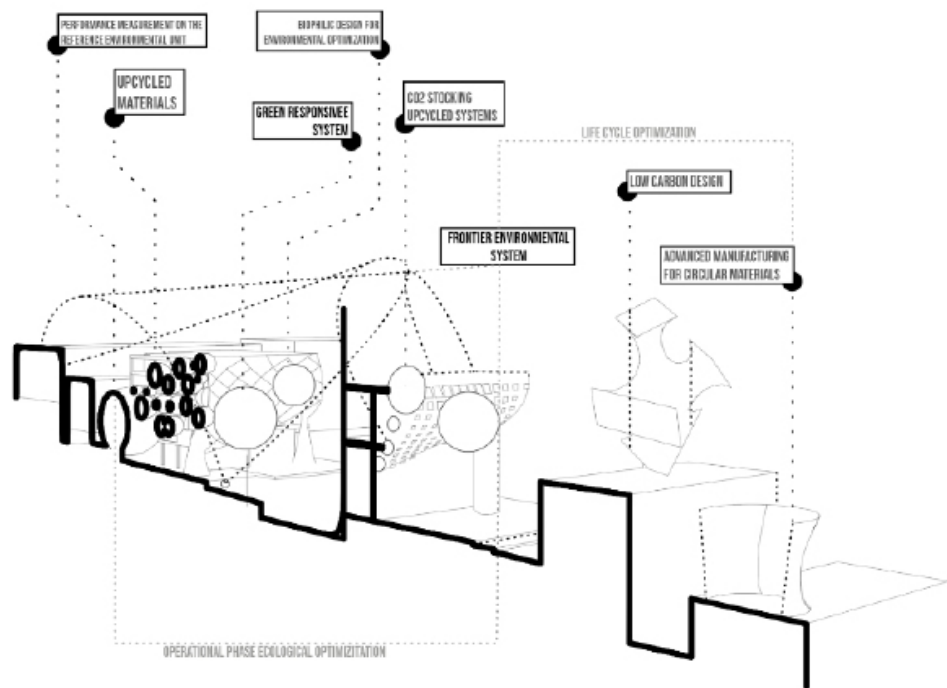 PERFORMANCE MEASUREMENT ON THE
REFERENCE ENVIRONMENTAL UNIT
BIOPHILIC DESIGN FOR
ENVIRONMENTAL OPTIMIZATION
UPCYCLED
MATERIALS
GREEN RESPONSIVEE
SYSTEM
CO2 STOCKING
UPCYCLED SYSTEMS
LIFE CYCLE OPTIMIZATION
LOW CARBON DESIGN
FRONTIER ENVIRONMENTAL
SYSTEM
ADVANCED MANUFACTURING
FOR CIRCULAR MATERIALS
OPERATIONAL PHASE ECOLOGICAL OPTIMIZITATION